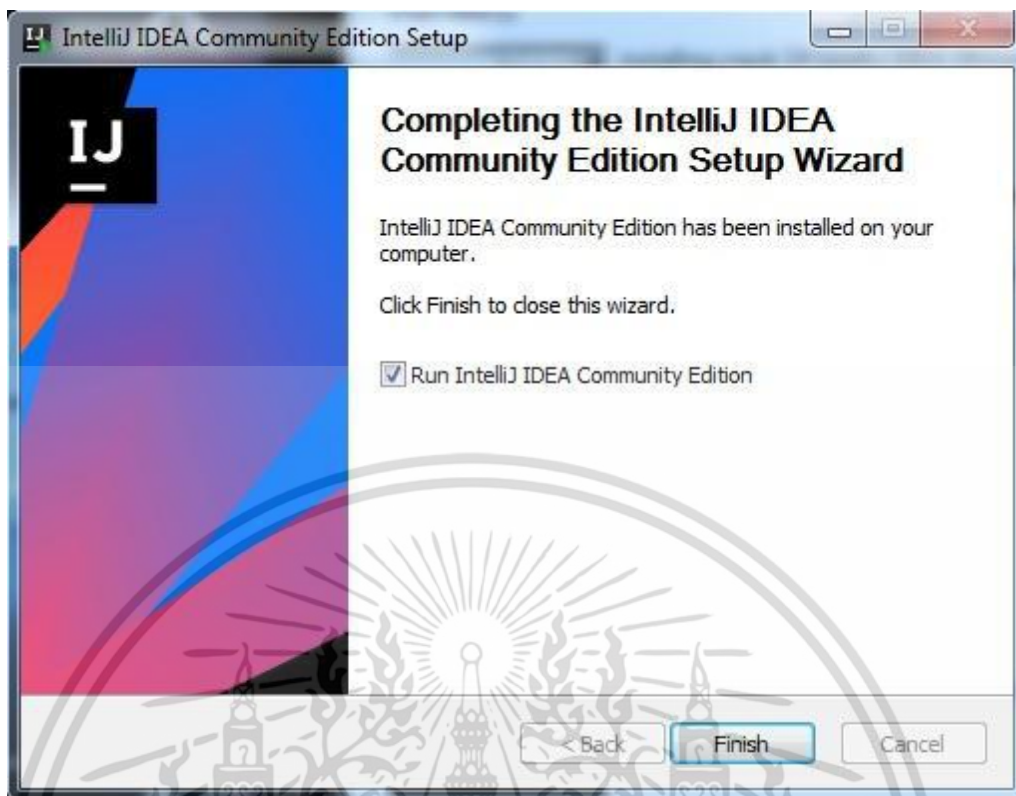 IntelliJ IDEA Community Edition Setup
IJ
Completing the IntelliJ IDEA
Community Edition Setup Wizard
IntelliJ IDEA Community Edition has been installed on your
computer.
Click Finish to close this wizard.
Run IntelliJ IDEA Community Edition
< Back
Finish
Cancel